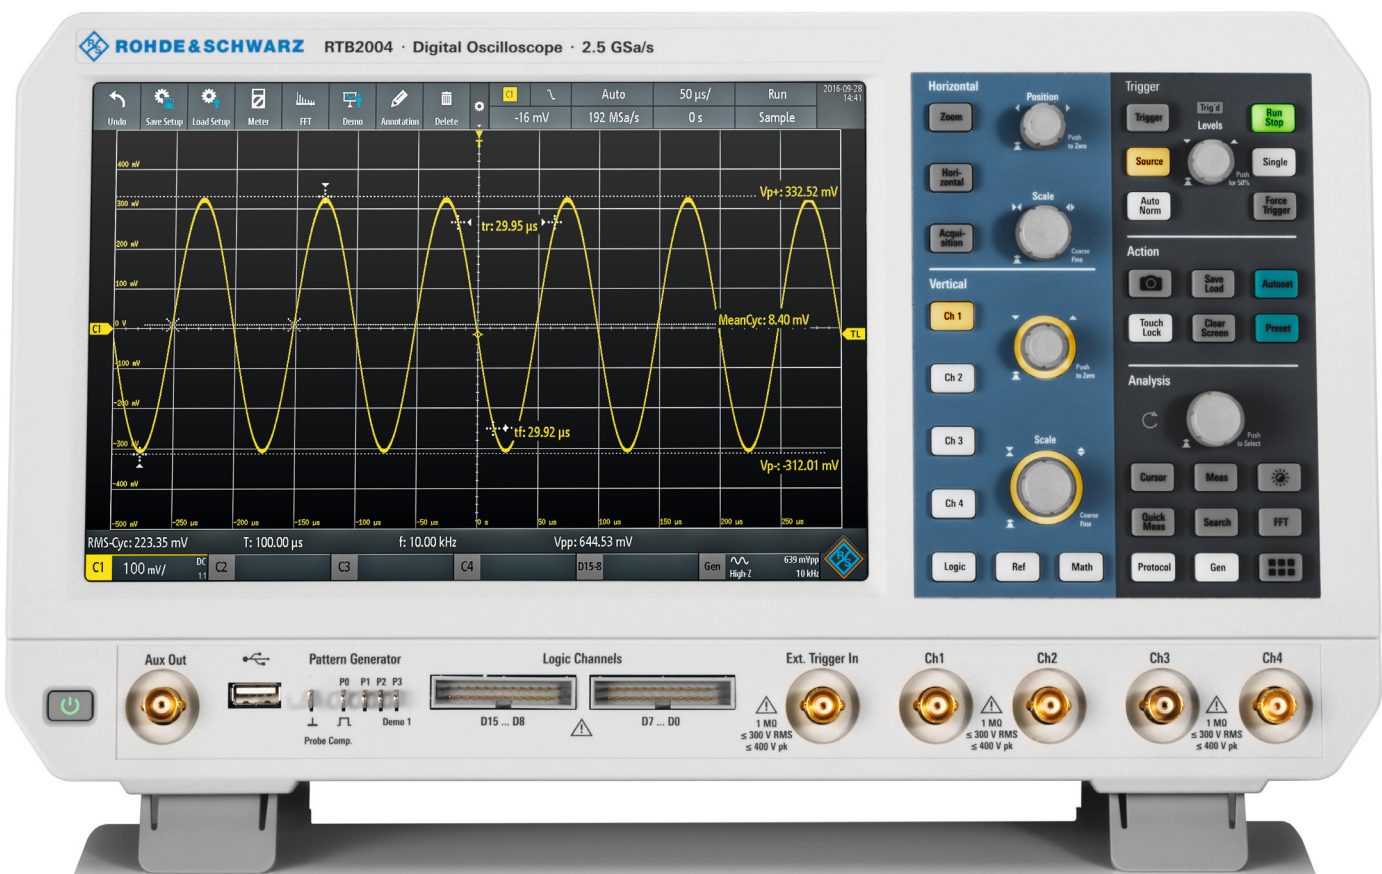 ROHDE&SCHWARZ RTB2004 · Digital Oscilloscope · 2.5 GSa/s
Undo Save Setup Load Setup Meter FFT Demo Annotation Delete
C1 Auto 50 µs/ Run 2016-09-28
-16 mV 192 MSa/s 0 s Sample 14:41
T
400 mV
Vp+: 332.52 mV
300 mV
tr: 29.95 µs
200 mV
100 mV
MeanCyc: 8.40 mV
C1 0 V TL
-100 mV
-200 mV
tf: 29.92 µs
-300 mV
Vp-: -312.01 mV
-400 mV
-500 mV -250 µs -200 µs -150 µs -100 µs -50 µs 0 s 50 µs 100 µs 150 µs 200 µs 250 µs
RMS-Cyc: 223.35 mV T: 100.00 µs f: 10.00 kHz Vpp: 644.53 mV
C1 100 mV/ DC 1:1 C2 C3 C4 D15-8 Gen High-Z 639 mVpp 10 kHz
R&S
Horizontal
Zoom
Position
Push to Zero
Hori-
zontal
Scale
Acqui-
sition
Coarse
Fine
Vertical
Ch 1
Push
to Zero
Ch 2
Ch 3
Scale
Ch 4
Coarse
Fine
Logic Ref Math
Trigger
Trigger
Trig'd
Levels
Run
Stop
Source
Single
Push
for 50%
Auto
Norm
Force
Trigger
Action
Save
Load
Autoset
Touch
Lock
Clear
Screen
Preset
Analysis
Push
to Select
Cursor Meas
Quick
Meas
Search FFT
Protocol Gen
Aux Out
Pattern Generator
P0 P1 P2 P3
Demo 1
Probe Comp.
Logic Channels
D15 ... D8 D7 ... D0
Ext. Trigger In
1 MΩ
≤ 300 V RMS
≤ 400 V pk
Ch1 Ch2
1 MΩ
≤ 300 V RMS
≤ 400 V pk
Ch3 Ch4
1 MΩ
≤ 300 V RMS
≤ 400 V pk